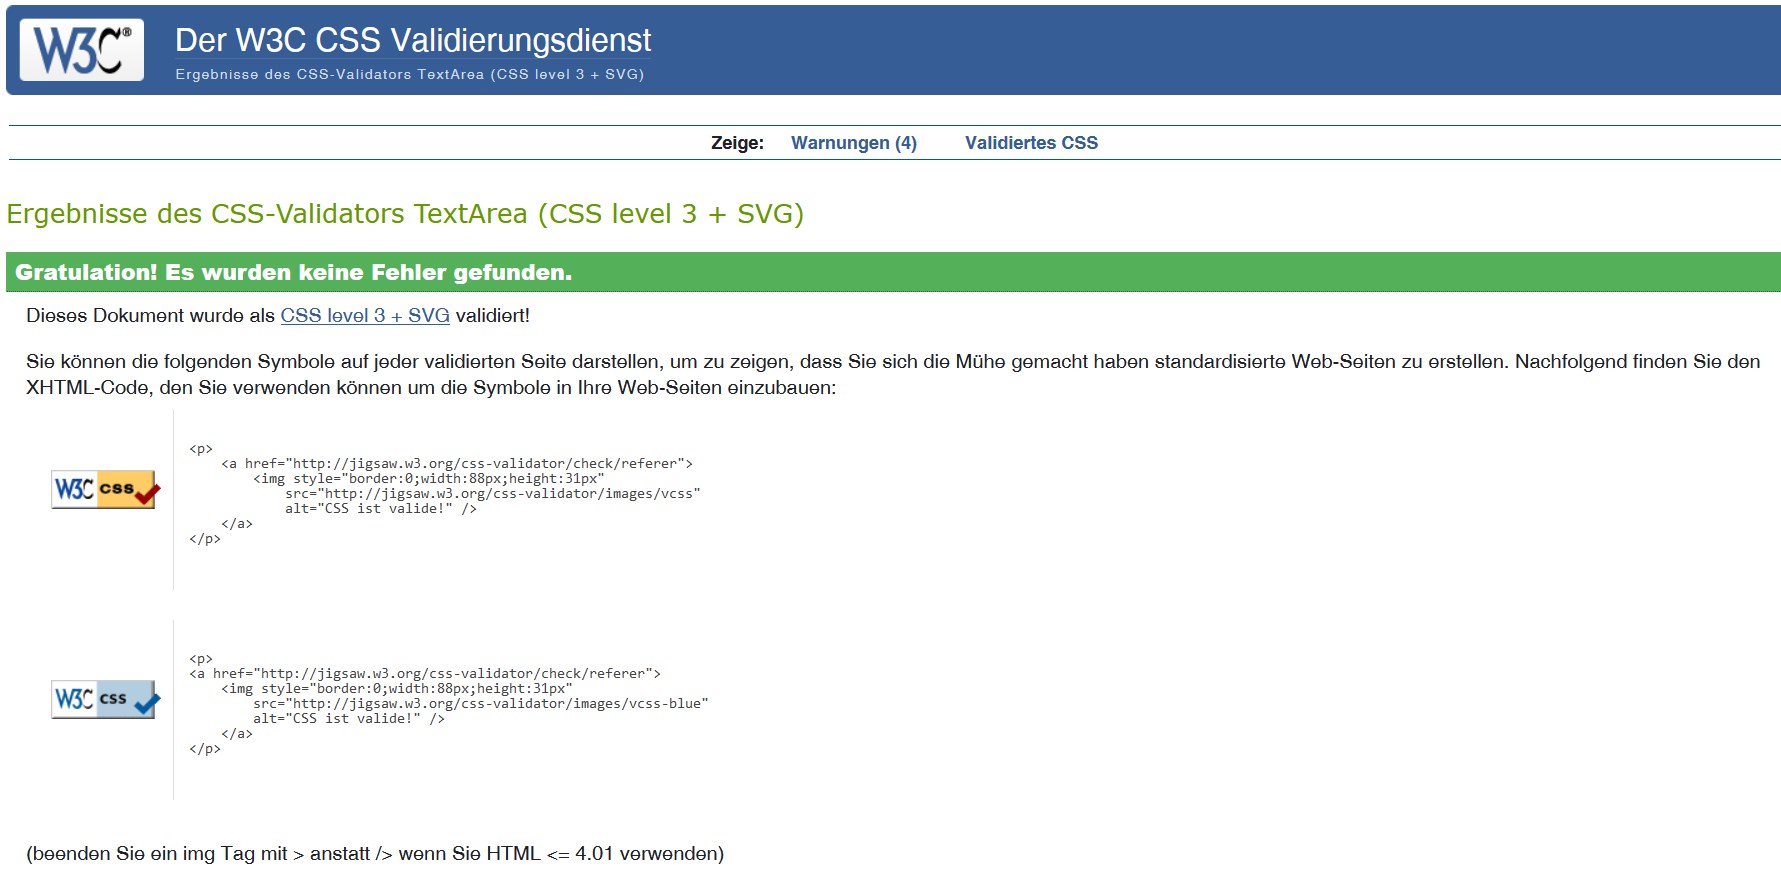 W3C®
Der W3C CSS Validierungsdienst
Ergebnisse des CSS-Validators TextArea (CSS level 3 + SVG)
Zeige: Warnungen (4) Validiertes CSS
Ergebnisse des CSS-Validators TextArea (CSS level 3 + SVG)
Gratulation! Es wurden keine Fehler gefunden.
Dieses Dokument wurde als CSS level 3 + SVG validiert!
Sie können die folgenden Symbole auf jeder validierten Seite darstellen, um zu zeigen, dass Sie sich die Mühe gemacht haben standardisierte Web-Seiten zu erstellen. Nachfolgend finden Sie den
XHTML-Code, den Sie verwenden können um die Symbole in Ihre Web-Seiten einzubauen:
W3C css
<p>
<a href="http://jigsaw.w3.org/css-validator/check/referer">
<img style="border:0;width:88px;height:31px"
src="http://jigsaw.w3.org/css-validator/images/vcss"
alt="CSS ist valide!" />
</a>
</p>
W3C css
<p>
<a href="http://jigsaw.w3.org/css-validator/check/referer">
<img style="border:0;width:88px;height:31px"
src="http://jigsaw.w3.org/css-validator/images/vcss-blue"
alt="CSS ist valide!" />
</a>
</p>
(beenden Sie ein img Tag mit > anstatt /> wenn Sie HTML <= 4.01 verwenden)